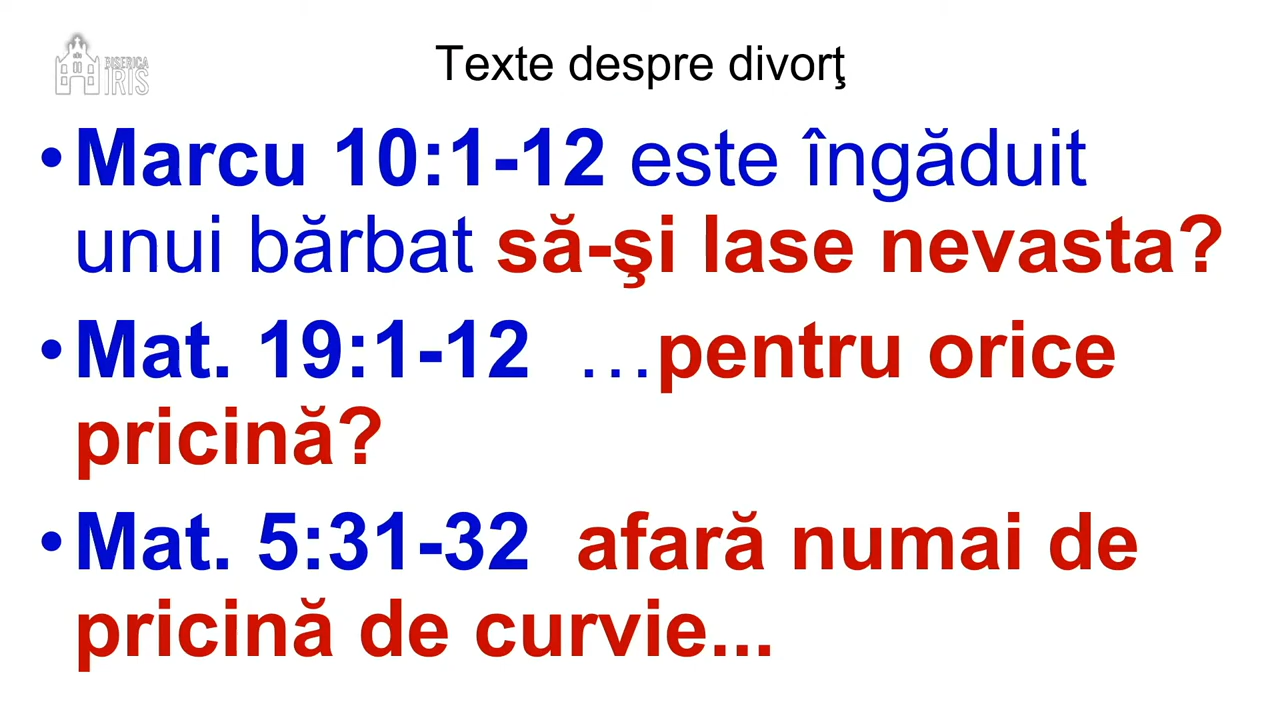 BISERICA
IRIS
Texte despre divorţ
•Marcu 10:1-12 este îngăduit
unui bărbat să-şi lase nevasta?
•Mat. 19:1-12 …pentru orice
pricină?
•Mat. 5:31-32 afară numai de
pricină de curvie...